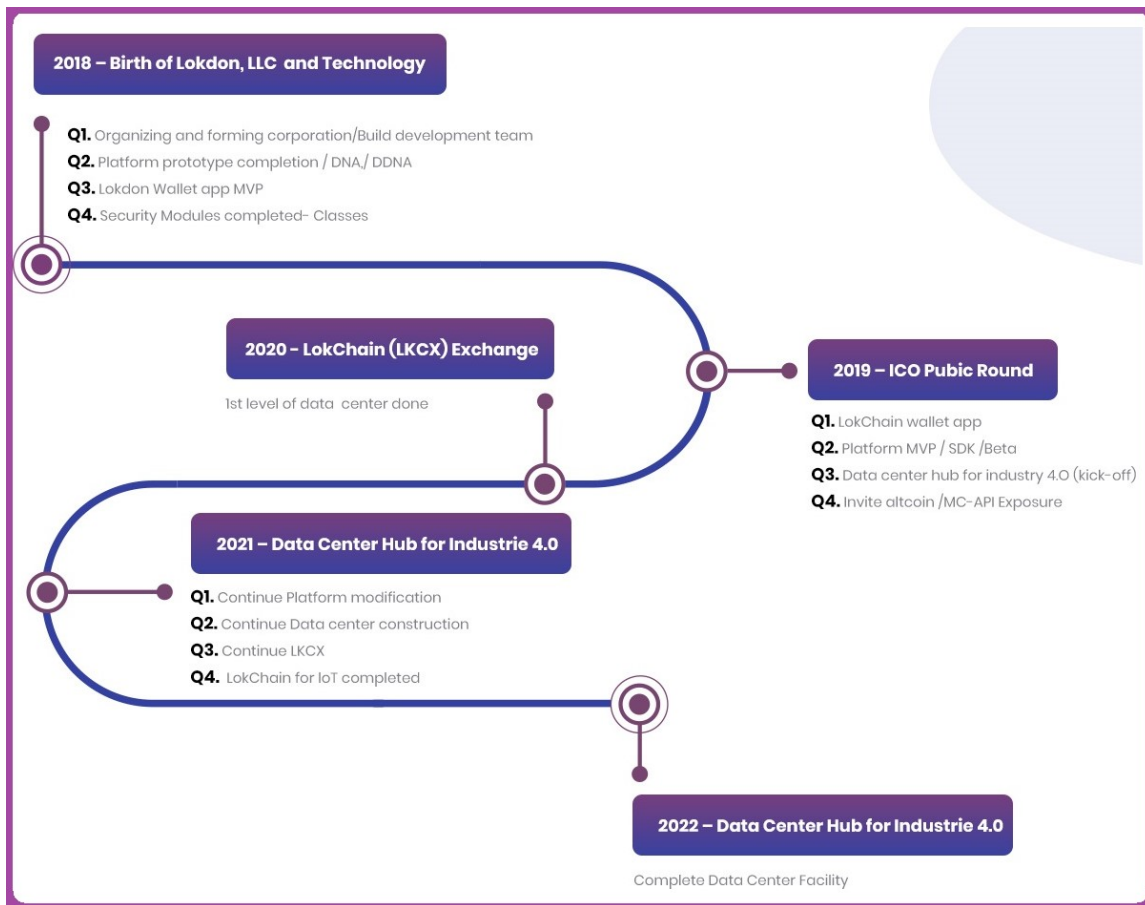 2018 – Birth of Lokdon, LLC and Technology
Q1. Organizing and forming corporation/Build development team
Q2. Platform prototype completion / DNA,/ DDNA
Q3. Lokdon Wallet app MVP
Q4. Security Modules completed- Classes
2019 – ICO Pubic Round
Q1. LokChain wallet app
Q2. Platform MVP / SDK /Beta
Q3. Data center hub for industry 4.0 (kick-off)
Q4. Invite altcoin /MC-API Exposure
2020 - LokChain (LKCX) Exchange
1st level of data center done
2021 – Data Center Hub for Industrie 4.0
Q1. Continue Platform modification
Q2. Continue Data center construction
Q3. Continue LKCX
Q4. LokChain for IoT completed
2022 – Data Center Hub for Industrie 4.0
Complete Data Center Facility